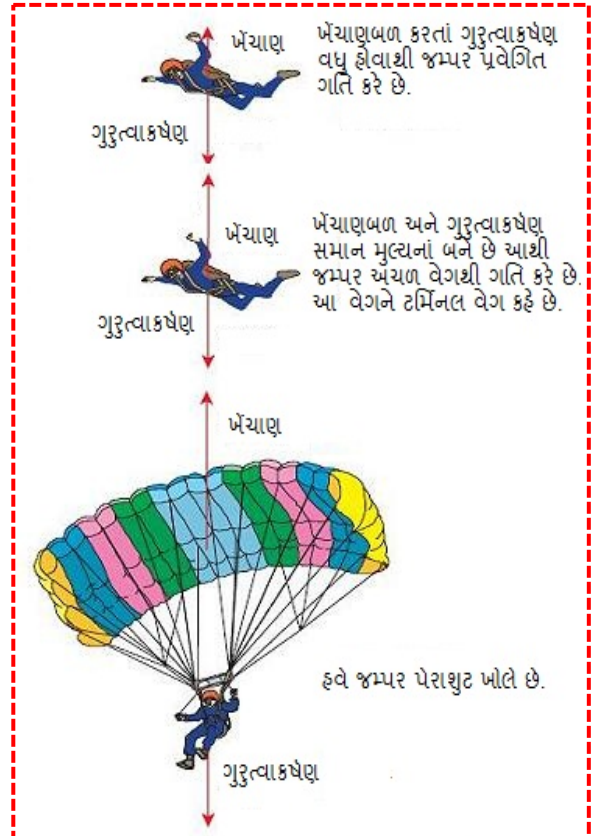 ખેંચાણ
ખેંચાણબળ કરતાં ગુરુત્વાકર્ષણ
વધુ હોવાથી જમ્પર પ્રવેગિત
ગતિ કરે છે.
ગુરુત્વાકર્ષણ
ખેંચાણ
ખેંચાણબળ અને ગુરુત્વાકર્ષણ
સમાન મુલ્યનાં બને છે આથી
જમ્પર અચળ વેગથી ગતિ કરે છે.
આ વેગને ટર્મિનલ વેગ કહે છે.
ગુરુત્વાકર્ષણ
ખેંચાણ
હવે જમ્પર પેરાશુટ ખોલે છે.
ગુરુત્વાકર્ષણ